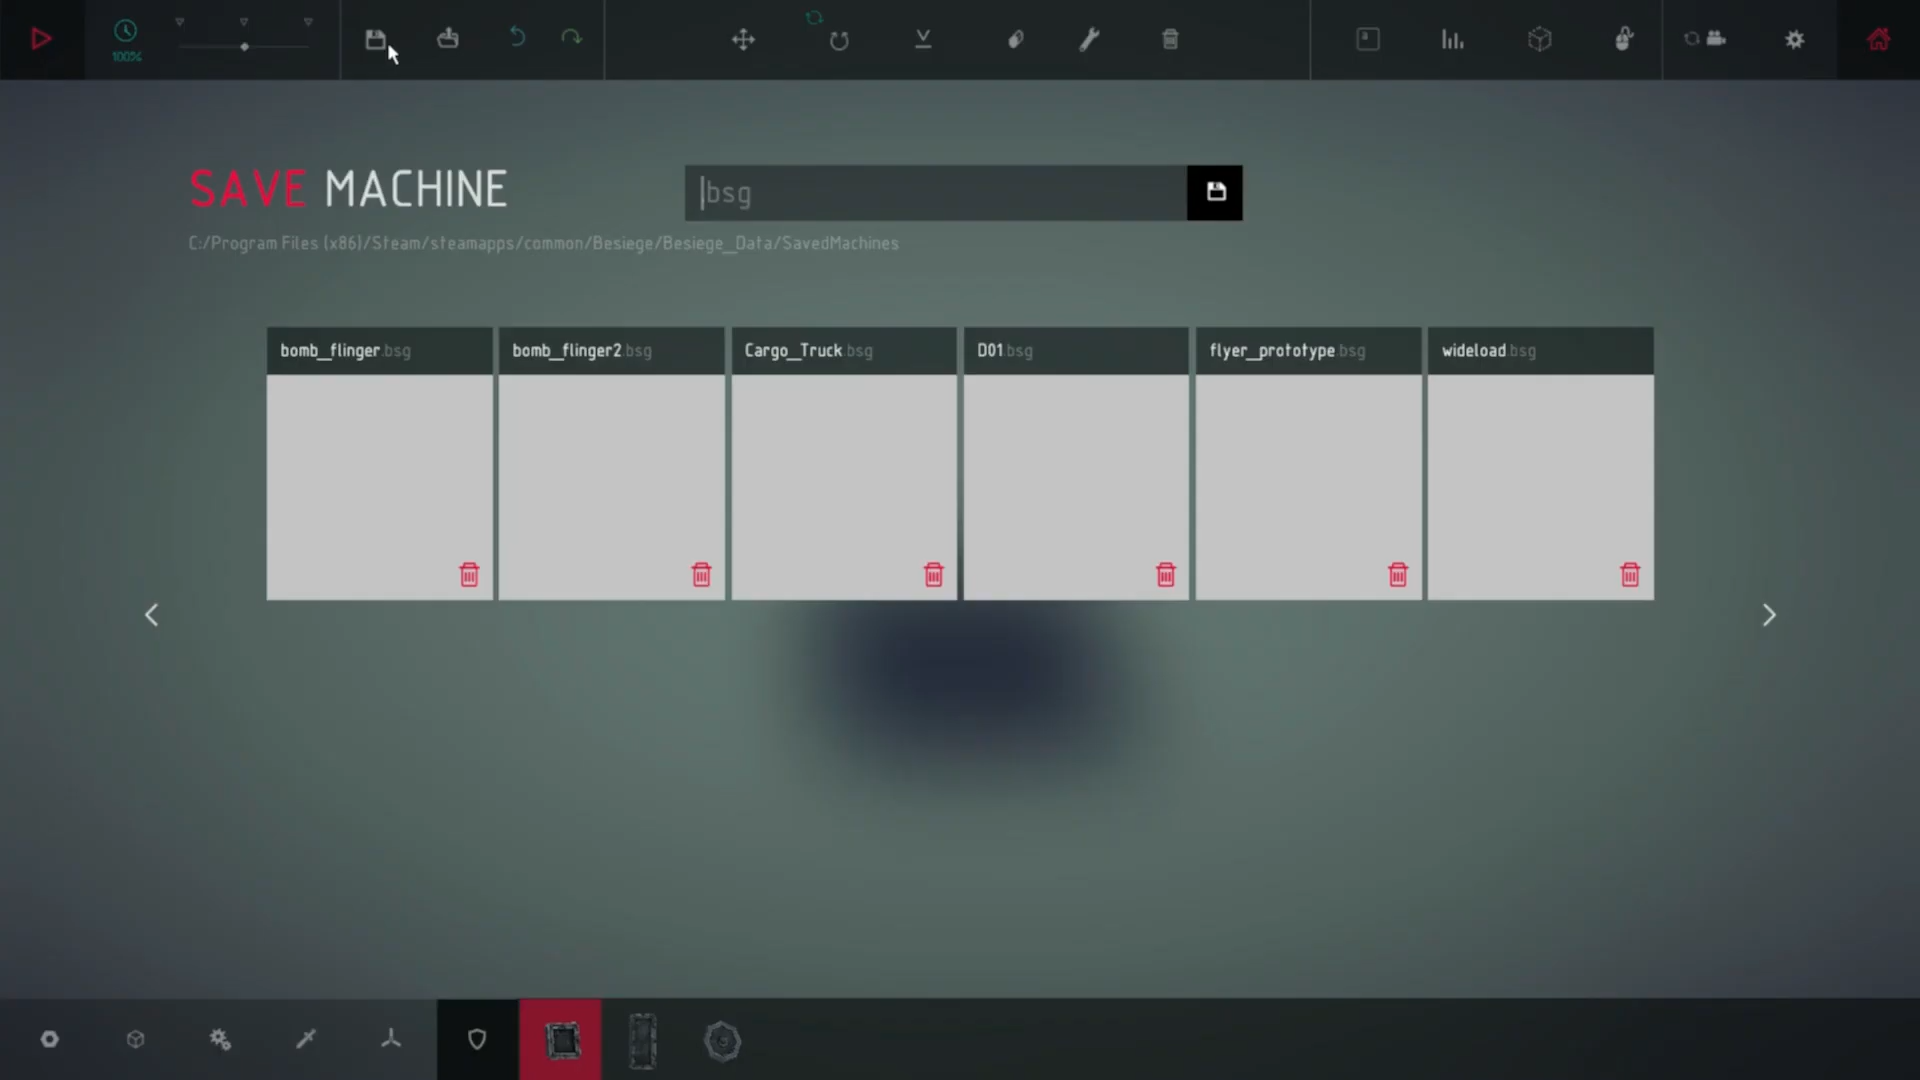 100%
SAVE MACHINE
bsg
C:/Program Files (x86)/Steam/steamapps/common/Besiege/Besiege_Data/SavedMachines
bomb_flinger.bsg
bomb_flinger2.bsg
Cargo_Truck.bsg
D01.bsg
flyer_prototype.bsg
wideload.bsg